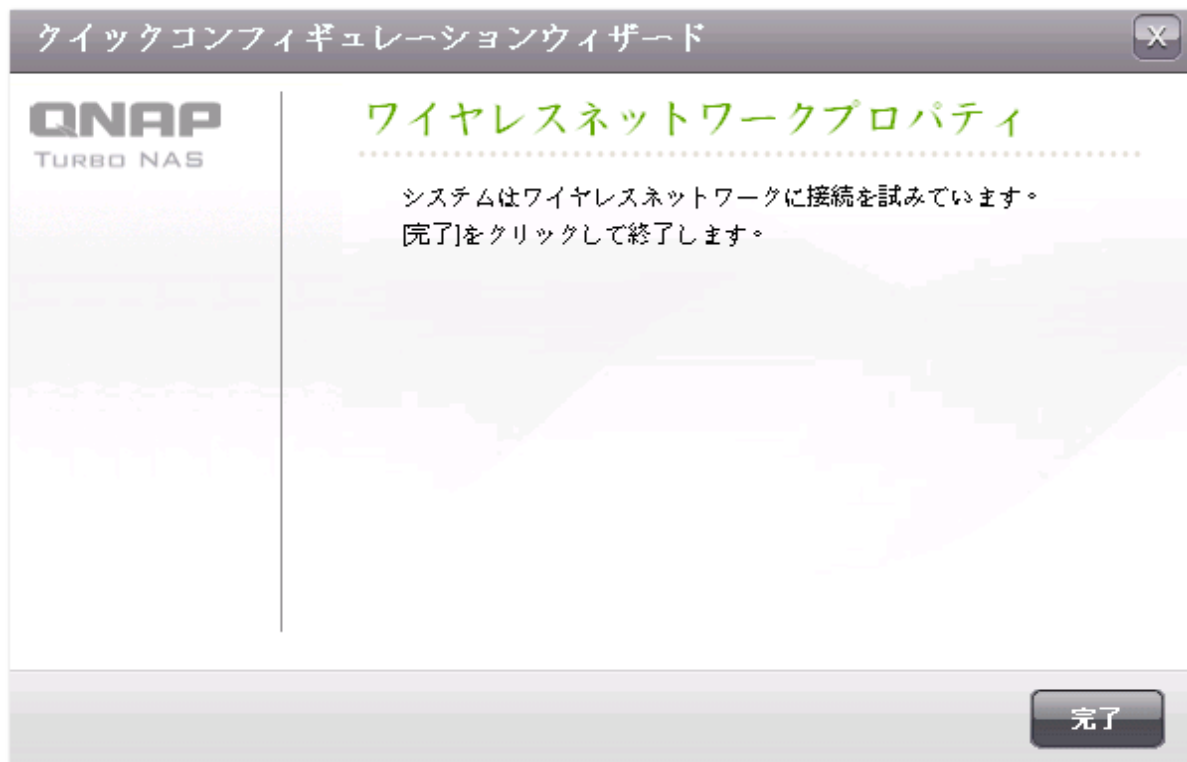 クイックコンフィギュレーションウィザード
X
QNAP
TURBO NAS
ワイヤレスネットワークプロパティ
システムはワイヤレスネットワークに接続を試みています。
[完了]をクリックして終了します。
完了